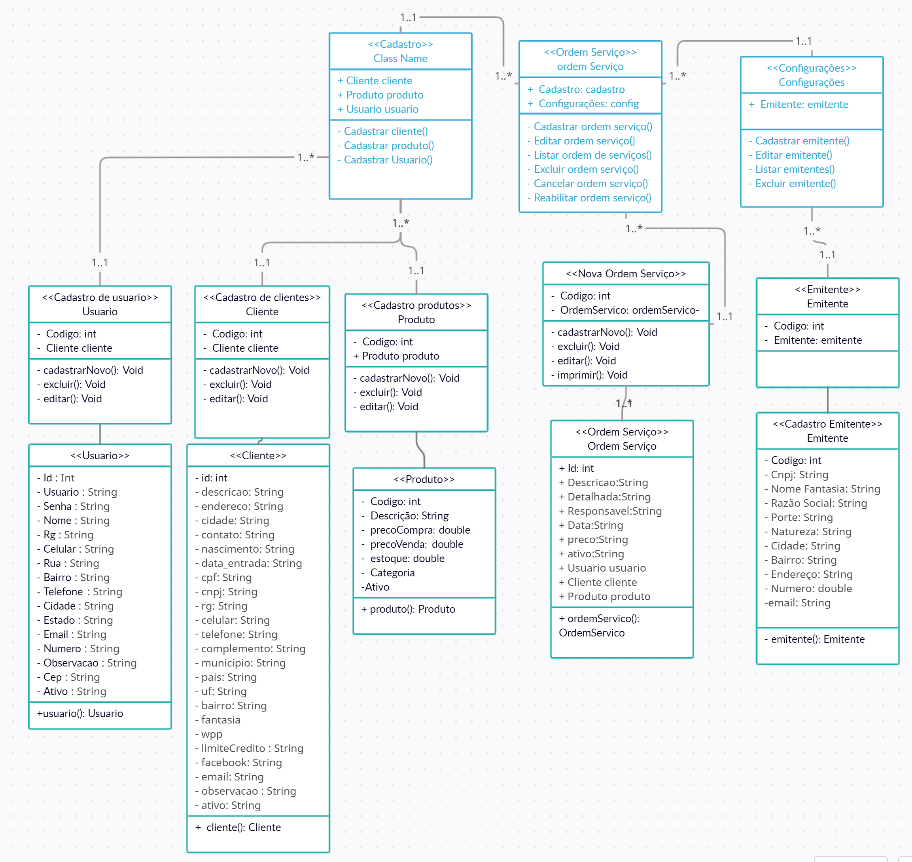 1..1
<<Cadastro>>
Class Name
+ Cliente cliente
+ Produto produto
+ Usuario usuario
- Cadastrar cliente()
- Cadastrar produto()
- Cadastrar Usuario()
1..*
<<Ordem Serviço>>
ordem Serviço
+ Cadastro: cadastro
+ Configurações: config
- Cadastrar ordem serviço()
- Editar ordem serviço()
- Listar ordem de serviços()
- Excluir ordem serviço()
- Cancelar ordem serviço()
- Reabilitar ordem serviço()
1..*
1..1
<<Configurações>>
Configurações
+ Emitente: emitente
- Cadastrar emitente()
- Editar emitente()
- Listar emitentes()
- Excluir emitente()
1..*
1..*
1..*
1..*
1..1
1..1
1..1
1..1
1..1
<<Cadastro de usuario>>
Usuario
- Codigo: int
- Cliente cliente
- cadastrarNovo(): Void
- excluir(): Void
- editar(): Void
<<Cadastro de clientes>>
Cliente
- Codigo: int
- Cliente cliente
- cadastrarNovo(): Void
- excluir(): Void
- editar(): Void
<<Cadastro produtos>>
Produto
- Codigo: int
+ Produto produto
- cadastrarNovo(): Void
- excluir(): Void
- editar(): Void
<<Nova Ordem Serviço>>
- Codigo: int
- OrdemServico: ordemServico-
- cadastrarNovo(): Void
- excluir(): Void
- editar(): Void
- imprimir(): Void
<<Emitente>>
Emitente
- Codigo: int
- Emitente: emitente
<<Usuario>>
- Id : Int
- Usuario : String
- Senha : String
- Nome : String
- Rg : String
- Celular : String
- Rua : String
- Bairro : String
- Telefone : String
- Cidade : String
- Estado : String
- Email : String
- Numero : String
- Observacao : String
- Cep : String
- Ativo : String
+usuario(): Usuario
<<Cliente>>
- id: int
- descricao: String
- endereco: String
- cidade: String
- contato: String
- nascimento: String
- data_entrada: String
- cpf: String
- cnpj: String
- rg: String
- celular: String
- telefone: String
- complemento: String
- municipio: String
- pais: String
- uf: String
- bairro: String
- fantasia
- wpp
- limiteCredito : String
- facebook: String
- email: String
- observacao : String
- ativo: String
+ cliente(): Cliente
<<Produto>>
- Codigo: int
- Descrição: String
- precoCompra: double
- precoVenda: double
- estoque: double
- Categoria
-Ativo
+ produto(): Produto
<<Ordem Serviço>>
Ordem Serviço
+ Id: int
+ Descricao:String
+ Detalhada:String
+ Responsavel:String
+ Data:String
+ preco:String
+ ativo:String
+ Usuario usuario
+ Cliente cliente
+ Produto produto
+ ordemServico():
OrdemServico
<<Cadastro Emitente>>
Emitente
- Codigo: int
- Cnpj: String
- Nome Fantasia: String
- Razão Social: String
- Porte: String
- Natureza: String
- Cidade: String
- Bairro: String
- Endereço: String
- Numero: double
-email: String
- emitente(): Emitente